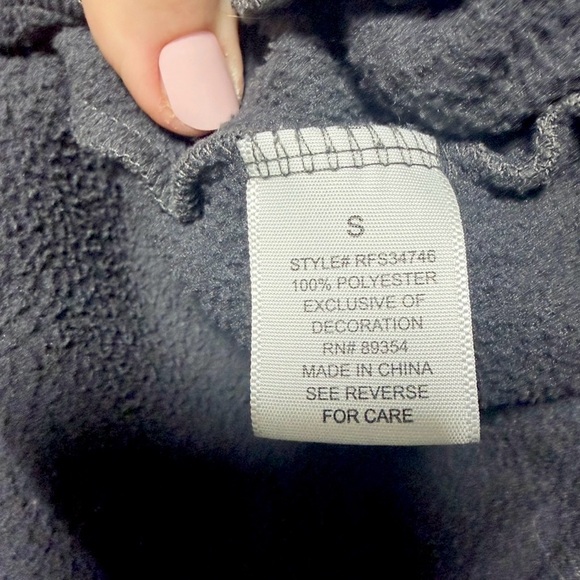 S
STYLE# RFS34746
100% POLYESTER
EXCLUSIVE OF
DECORATION
RN# 89354
MADE IN CHINA
SEE REVERSE
FOR CARE